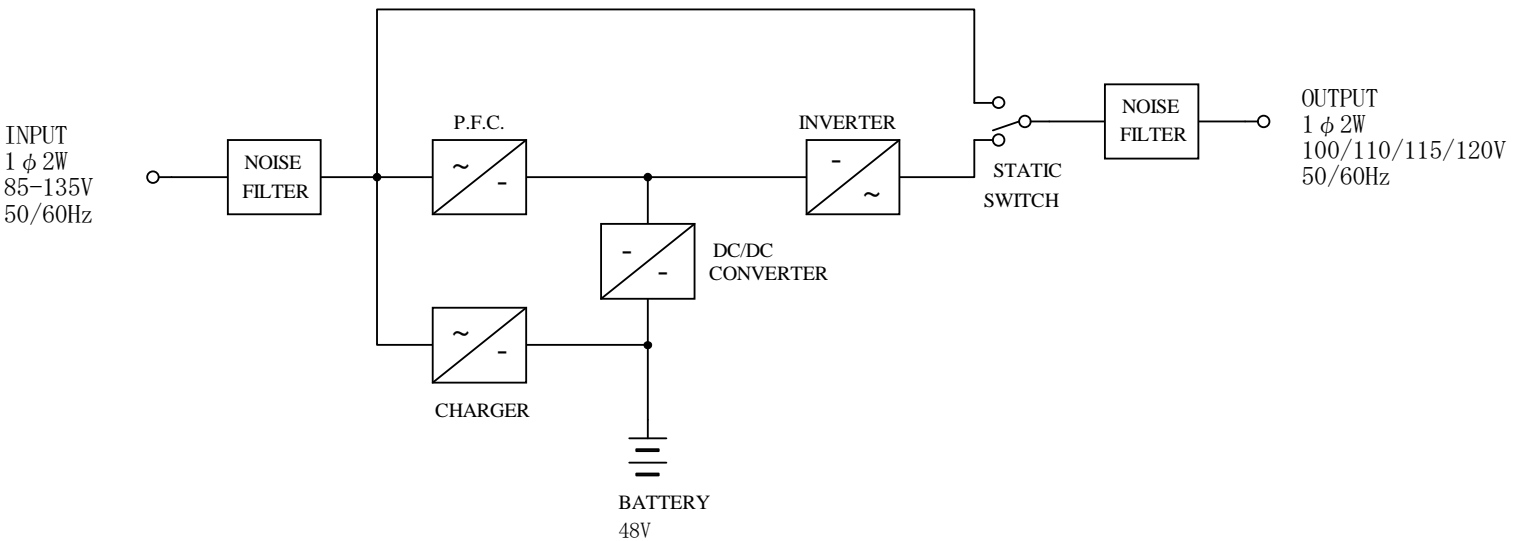 INPUT
1φ2W
85-135V
50/60Hz
NOISE
FILTER
P.F.C.
~
-
INVERTER
-
~
STATIC
SWITCH
NOISE
FILTER
OUTPUT
1φ2W
100/110/115/120V
50/60Hz
-
-
DC/DC
CONVERTER
~
-
CHARGER
BATTERY
48V